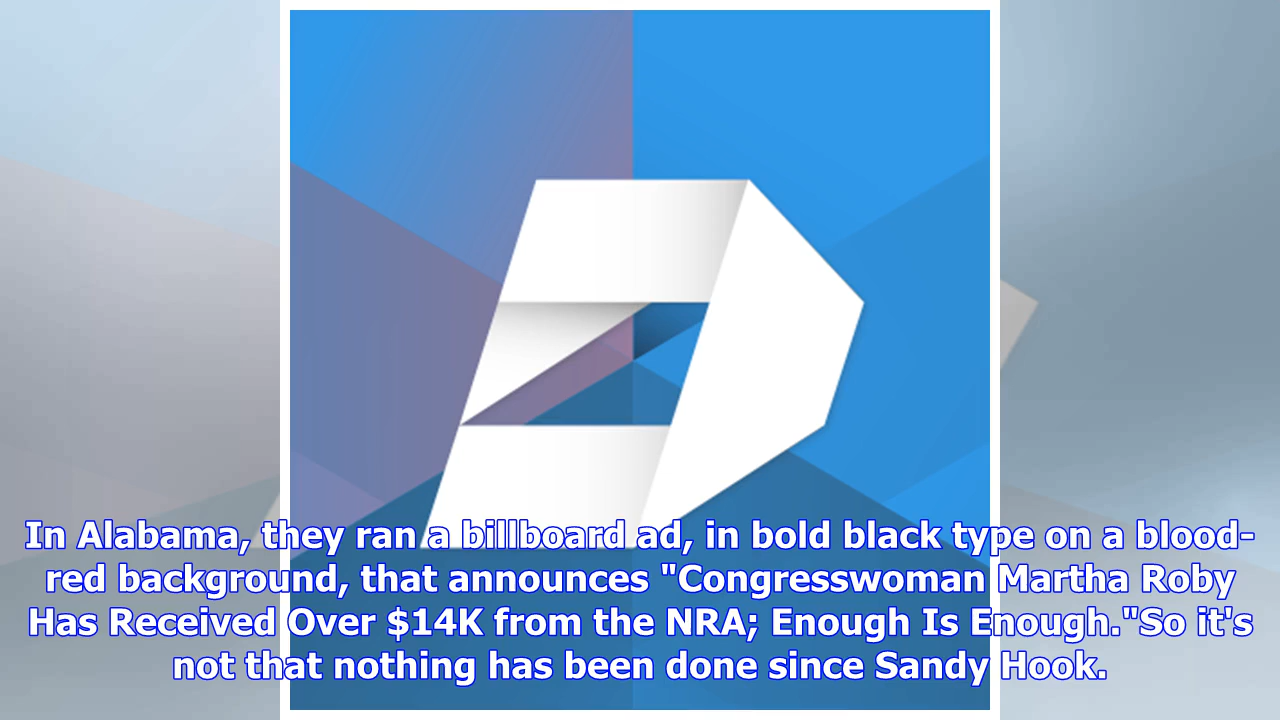 In Alabama, they ran a billboard ad, in bold black type on a blood-
red background, that announces "Congresswoman Martha Roby
Has Received Over $14K from the NRA; Enough Is Enough."So it's
not that nothing has been done since Sandy Hook.